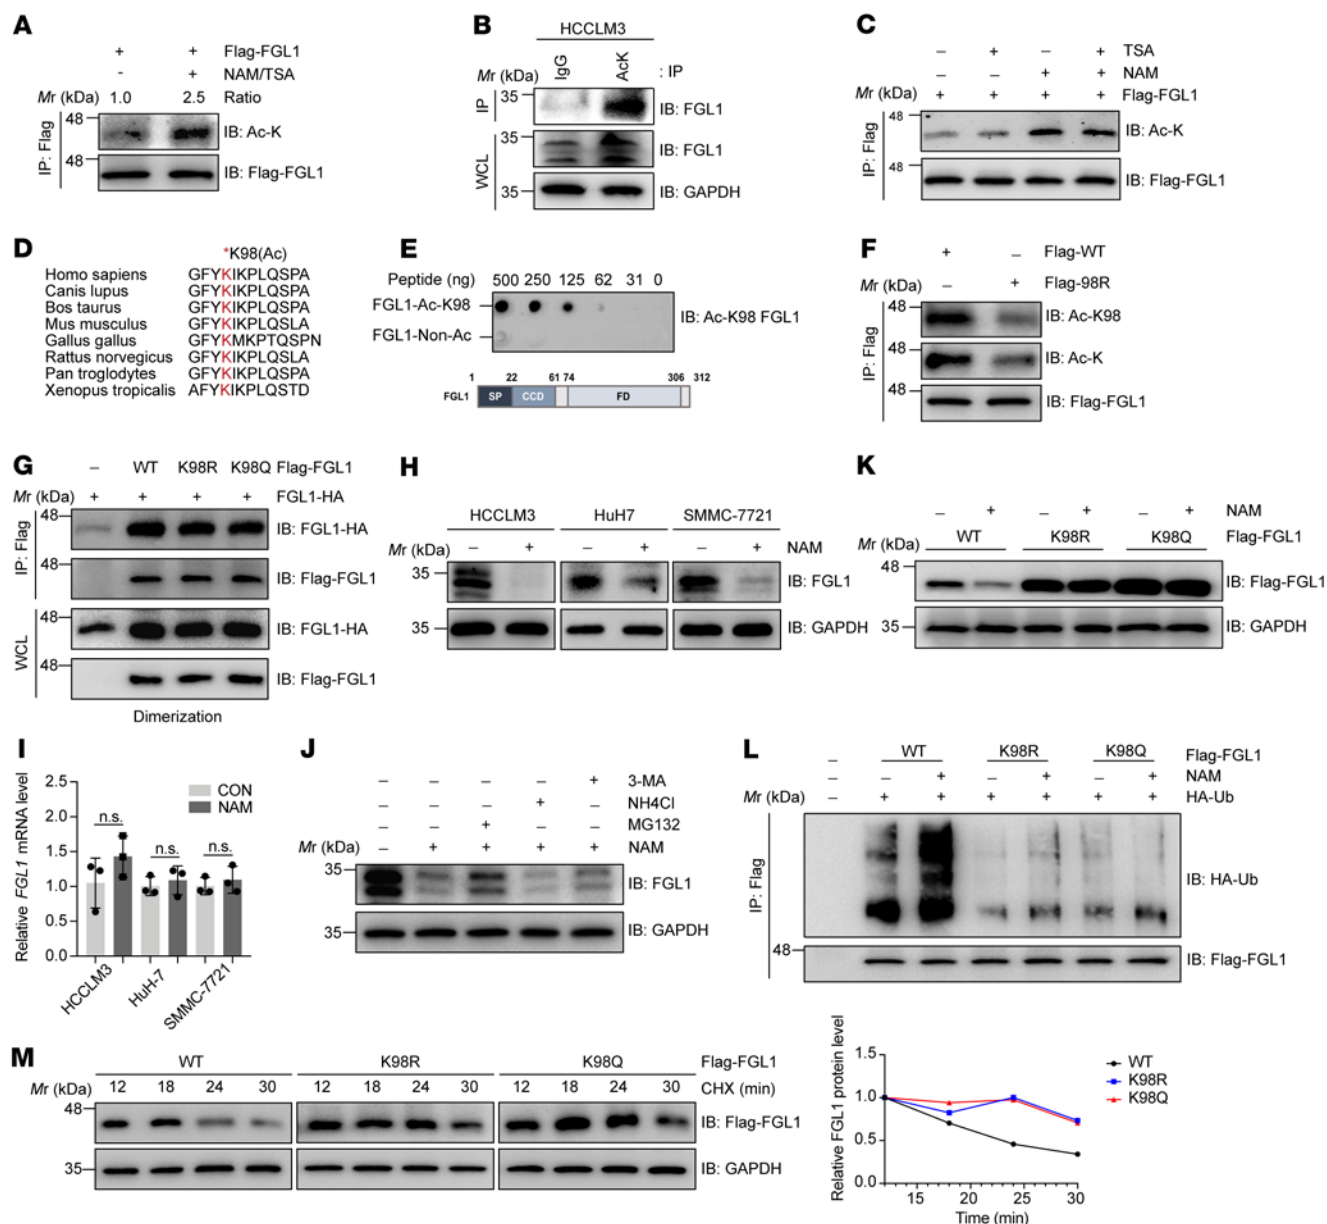 A
+ + Flag-FGL1
- + NAM/TSA
Mr (kDa) 1.0 2.5 Ratio
IP: Flag
48
IB: Ac-K
48
IB: Flag-FGL1
B
HCCLM3
Mr (kDa) IgG AcK : IP
IP
35
IB: FGL1
WCL
35
IB: FGL1
35
IB: GAPDH
C
– + – + TSA
– – + + NAM
Mr (kDa) + + + + Flag-FGL1
IP: Flag
48
IB: Ac-K
48
IB: Flag-FGL1
D
*K98(Ac)
Homo sapiens GFYKIKPLQSPA
Canis lupus GFYKIKPLQSPA
Bos taurus GFYKIKPLQSPA
Mus musculus GFYKIKPLQSLA
Gallus gallus GFYKMKPTQSPN
Rattus norvegicus GFYKIKPLQSLA
Pan troglodytes GFYKIKPLQSPA
Xenopus tropicalis AFYKIKPLQSTD
E
Peptide (ng) 500 250 125 62 31 0
FGL1-Ac-K98
IB: Ac-K98 FGL1
FGL1-Non-Ac
1 22 61 74 306 312
FGL1 SP CCD FD
F
+ – Flag-WT
Mr (kDa) – + Flag-98R
IP: Flag
48
IB: Ac-K98
48
IB: Ac-K
48
IB: Flag-FGL1
G
– WT K98R K98Q Flag-FGL1
Mr (kDa) + + + + FGL1-HA
IP: Flag
48
IB: FGL1-HA
48
IB: Flag-FGL1
WCL
48
IB: FGL1-HA
48
IB: Flag-FGL1
Dimerization
H
HCCLM3 HuH7 SMMC-7721
Mr (kDa) – + – + – + NAM
35
IB: FGL1
35
IB: GAPDH
K
– + – + – + NAM
Mr (kDa) WT K98R K98Q Flag-FGL1
48
IB: Flag-FGL1
35
IB: GAPDH
I
Relative FGL1 mRNA level
2.5
2.0
1.5
1.0
0.5
0.0
CON
NAM
n.s. n.s. n.s.
HCCLM3 HuH-7 SMMC-7721
J
– – – – + 3-MA
– – – + – NH4Cl
– – + – – MG132
Mr (kDa) – + + + + NAM
35
IB: FGL1
35
IB: GAPDH
L
– WT K98R K98Q Flag-FGL1
– – + – + – + NAM
Mr (kDa) – + + + + + + HA-Ub
IP: Flag
IB: HA-Ub
48
IB: Flag-FGL1
M
WT K98R K98Q Flag-FGL1
Mr (kDa) 12 18 24 30 12 18 24 30 12 18 24 30 CHX (min)
48
IB: Flag-FGL1
35
IB: GAPDH
Relative FGL1 protein level
1.5
1.0
0.5
0.0
15 20 25 30
Time (min)
WT
K98R
K98Q